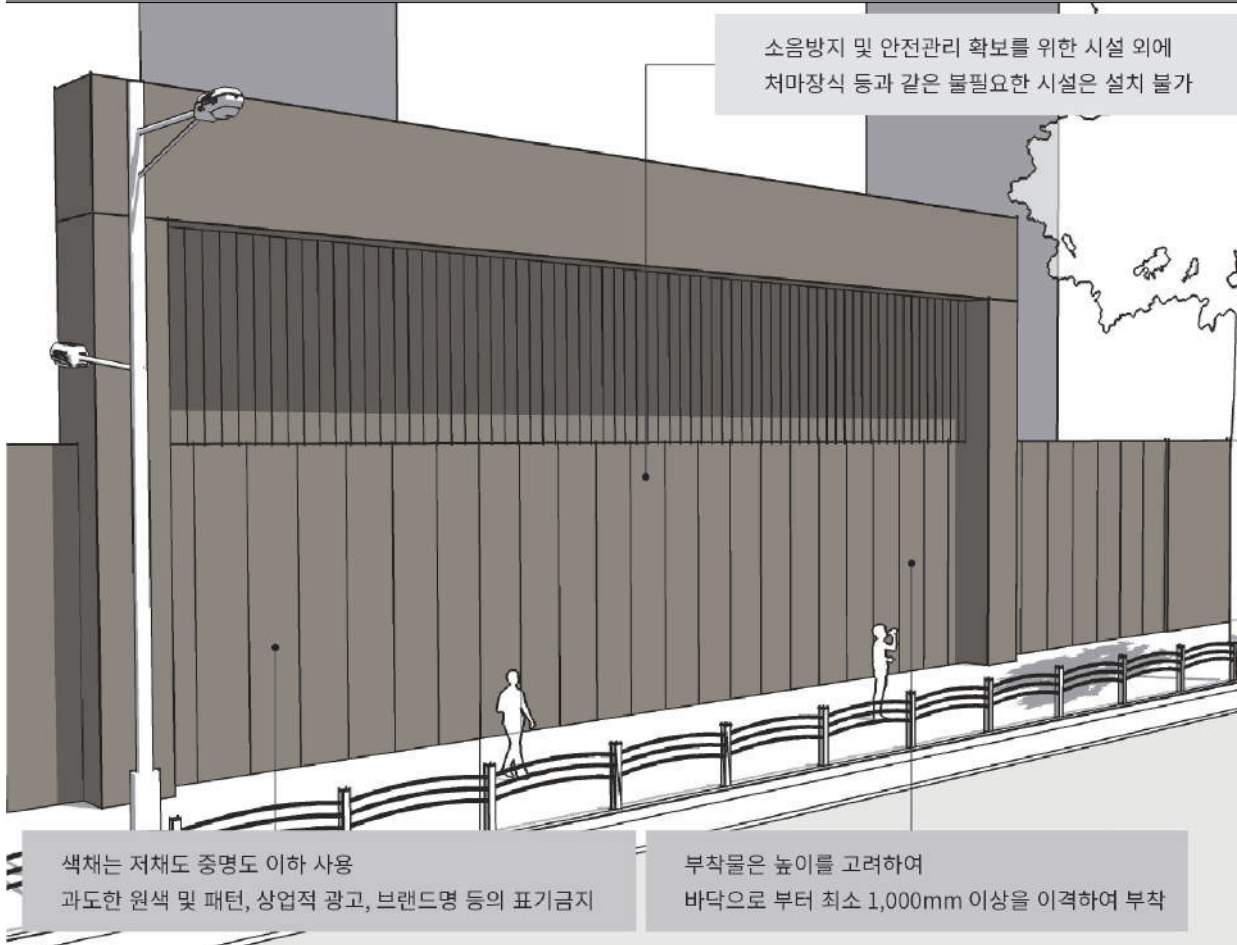 소음방지 및 안전관리 확보를 위한 시설 외에
처마장식 등과 같은 불필요한 시설은 설치 불가
색채는 저채도 중명도 이하 사용
과도한 원색 및 패턴, 상업적 광고, 브랜드명 등의 표기금지
부착물은 높이를 고려하여
바닥으로 부터 최소 1,000mm 이상을 이격하여 부착